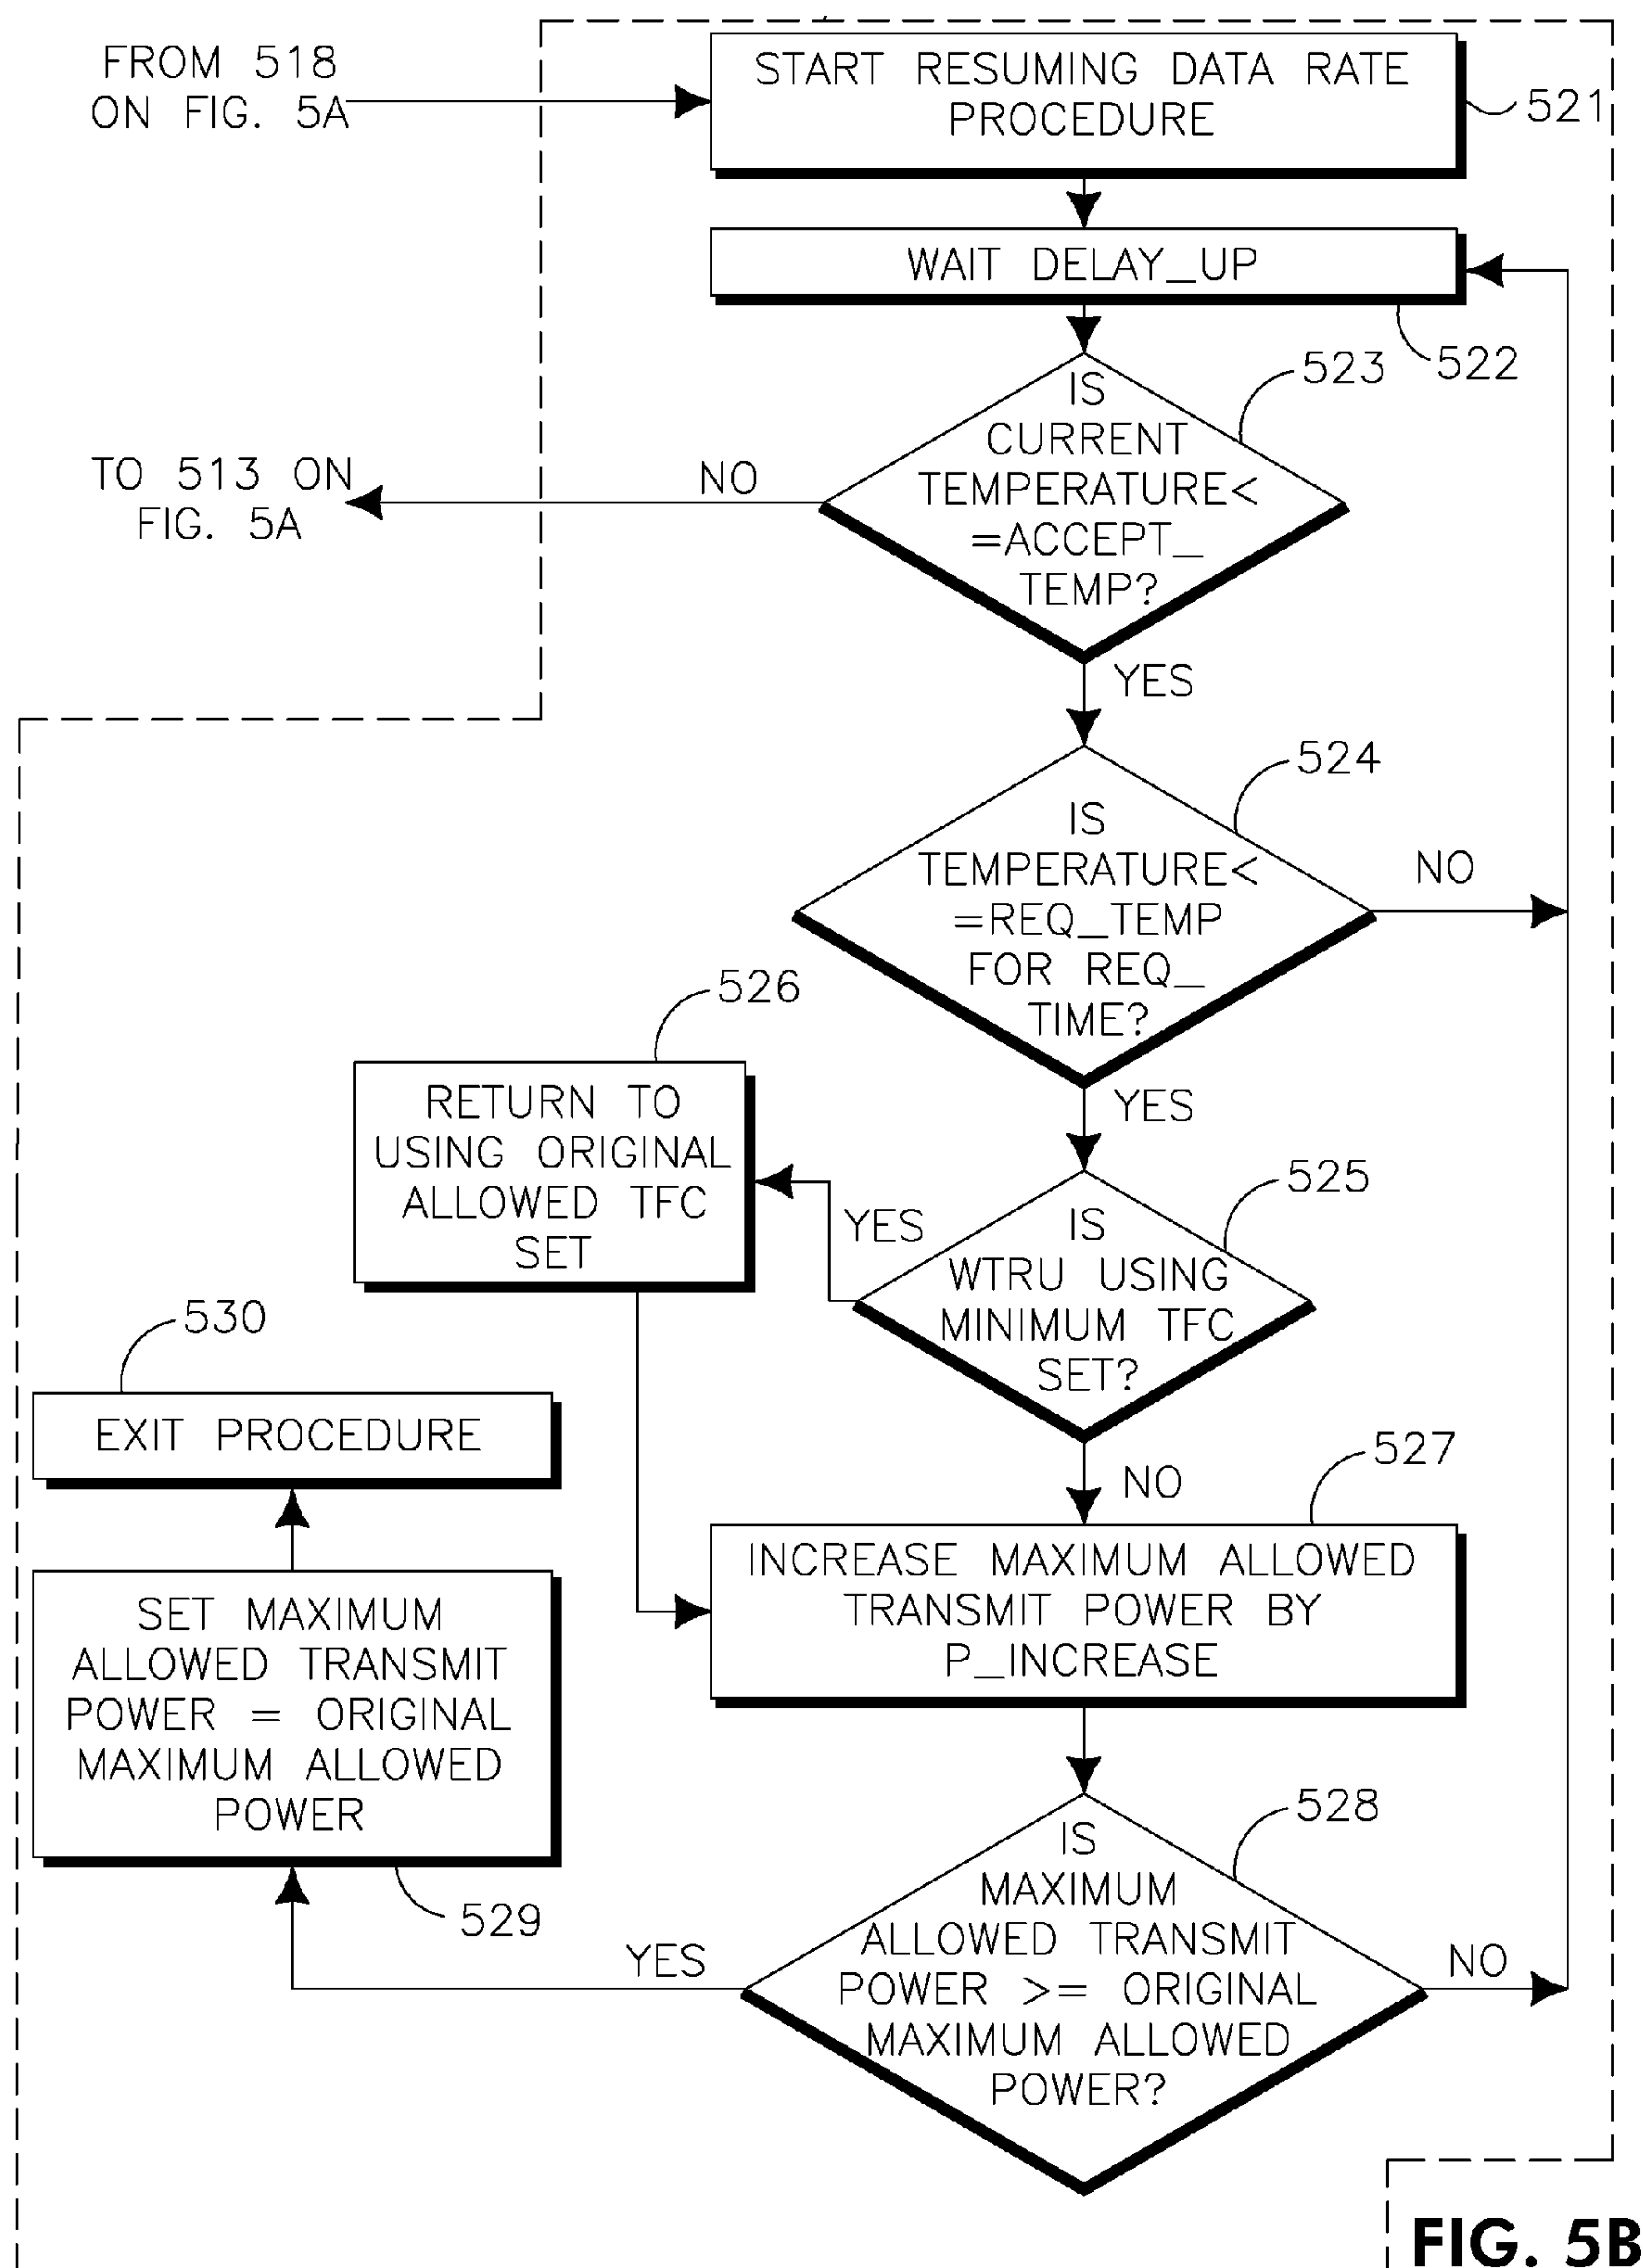 FROM 518
ON FIG. 5A
START RESUMING DATA RATE
PROCEDURE
521
WAIT DELAY_UP
522
IS
CURRENT
TEMPERATURE<
=ACCEPT_
TEMP?
523
NO
TO 513 ON
FIG. 5A
YES
IS
TEMPERATURE<
=REQ_TEMP
FOR REQ_
TIME?
524
NO
YES
526
RETURN TO
USING ORIGINAL
ALLOWED TFC
SET
YES
IS
WTRU USING
MINIMUM TFC
SET?
525
530
EXIT PROCEDURE
NO
527
INCREASE MAXIMUM ALLOWED
TRANSMIT POWER BY
P_INCREASE
SET MAXIMUM
ALLOWED TRANSMIT
POWER = ORIGINAL
MAXIMUM ALLOWED
POWER
529
YES
IS
MAXIMUM
ALLOWED TRANSMIT
POWER >= ORIGINAL
MAXIMUM ALLOWED
POWER?
528
NO
FIG. 5B